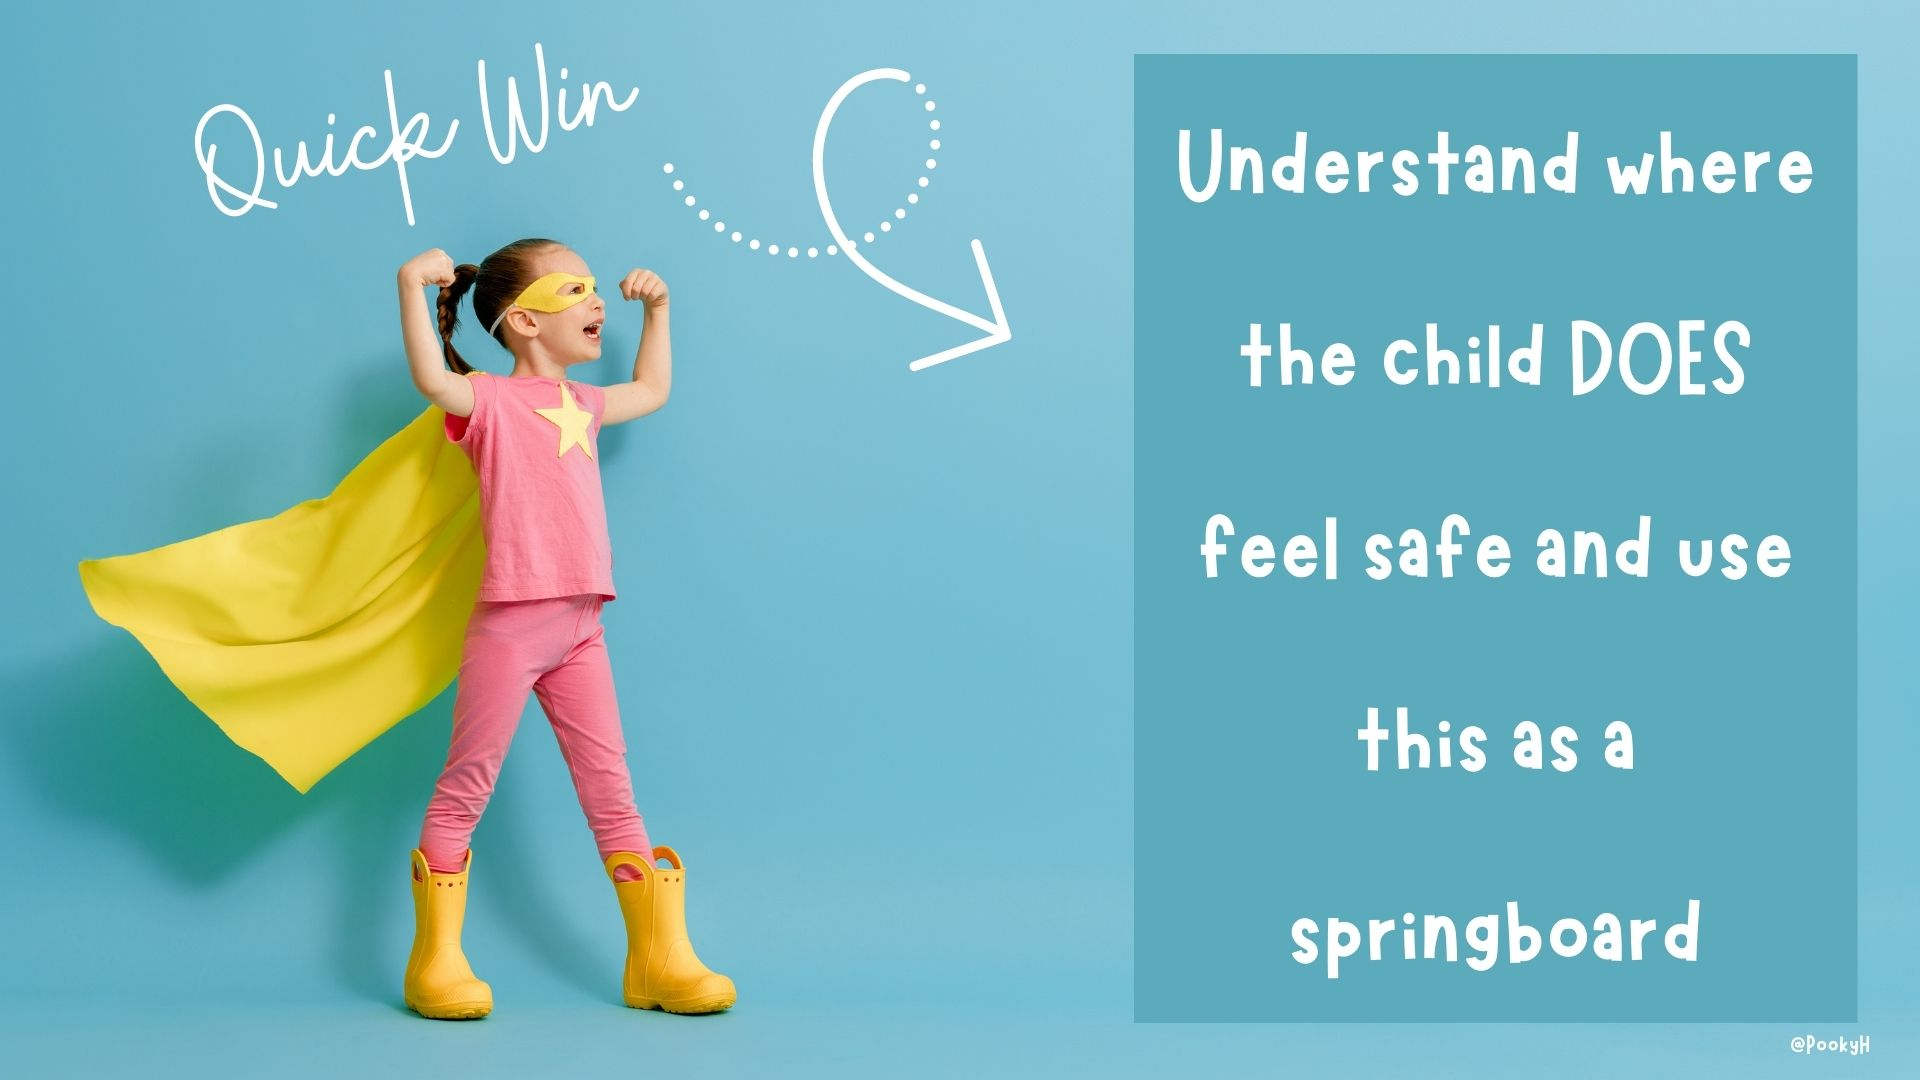 Quick Win
Understand where
the child DOES
feel safe and use
this as a
springboard
@PookyH